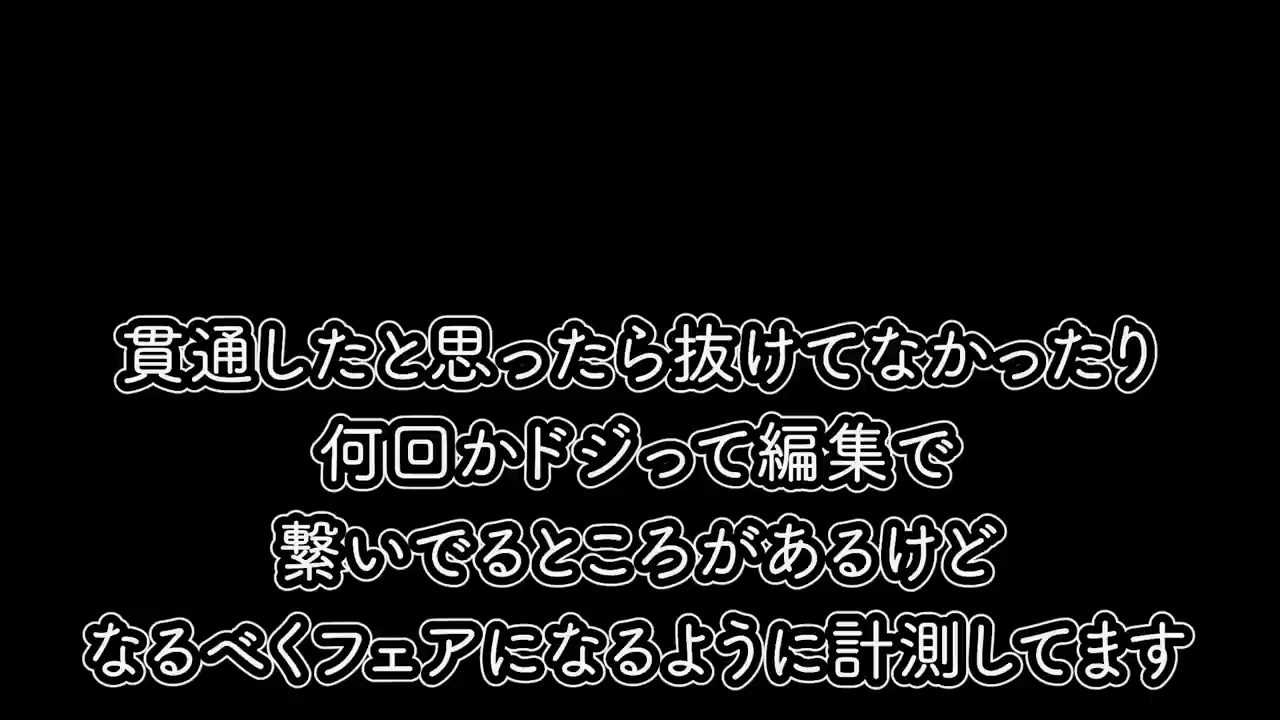 貫通したと思ったら抜けてなかったり
何回かドジって編集で
繋いでるところがあるけど
なるべくフェアになるように計測してます